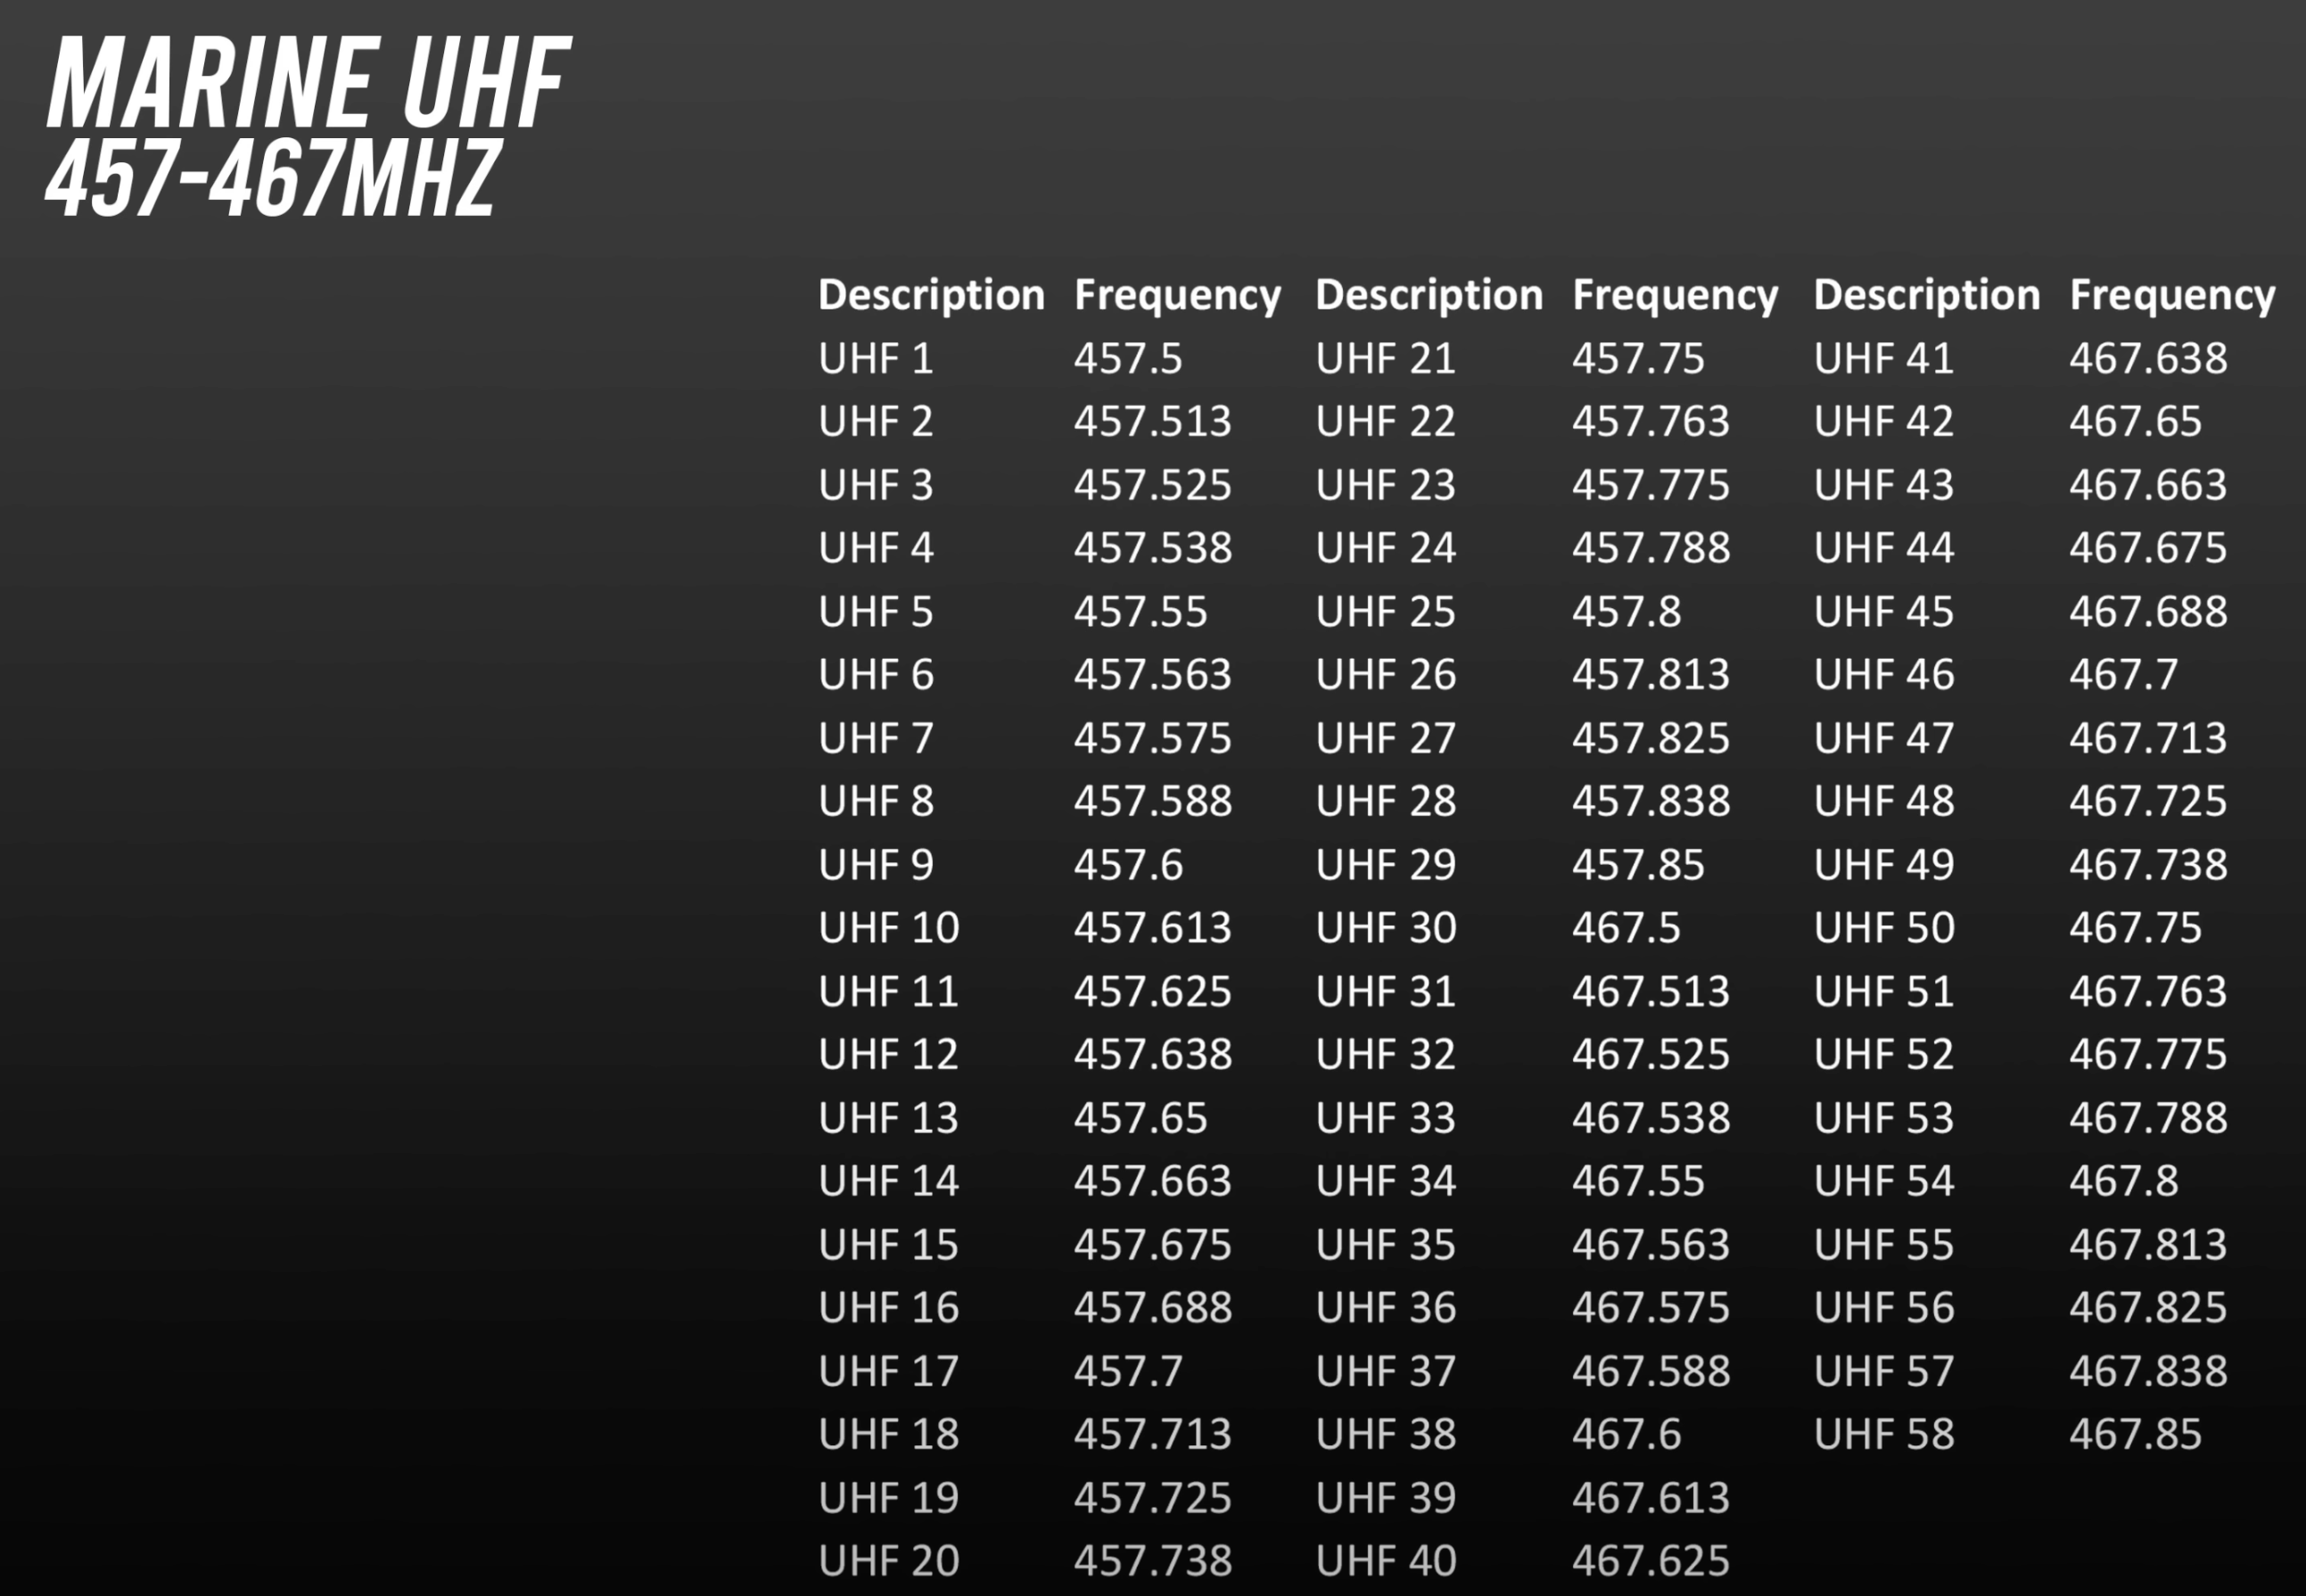 MARINE UHF
457-467MHZ
Description Frequency Description Frequency Description Frequency
UHF 1 457.5 UHF 21 457.75 UHF 41 467.638
UHF 2 457.513 UHF 22 457.763 UHF 42 467.65
UHF 3 457.525 UHF 23 457.775 UHF 43 467.663
UHF 4 457.538 UHF 24 457.788 UHF 44 467.675
UHF 5 457.55 UHF 25 457.8 UHF 45 467.688
UHF 6 457.563 UHF 26 457.813 UHF 46 467.7
UHF 7 457.575 UHF 27 457.825 UHF 47 467.713
UHF 8 457.588 UHF 28 457.838 UHF 48 467.725
UHF 9 457.6 UHF 29 457.85 UHF 49 467.738
UHF 10 457.613 UHF 30 467.5 UHF 50 467.75
UHF 11 457.625 UHF 31 467.513 UHF 51 467.763
UHF 12 457.638 UHF 32 467.525 UHF 52 467.775
UHF 13 457.65 UHF 33 467.538 UHF 53 467.788
UHF 14 457.663 UHF 34 467.55 UHF 54 467.8
UHF 15 457.675 UHF 35 467.563 UHF 55 467.813
UHF 16 457.688 UHF 36 467.575 UHF 56 467.825
UHF 17 457.7 UHF 37 467.588 UHF 57 467.838
UHF 18 457.713 UHF 38 467.6 UHF 58 467.85
UHF 19 457.725 UHF 39 467.613
UHF 20 457.738 UHF 40 467.625